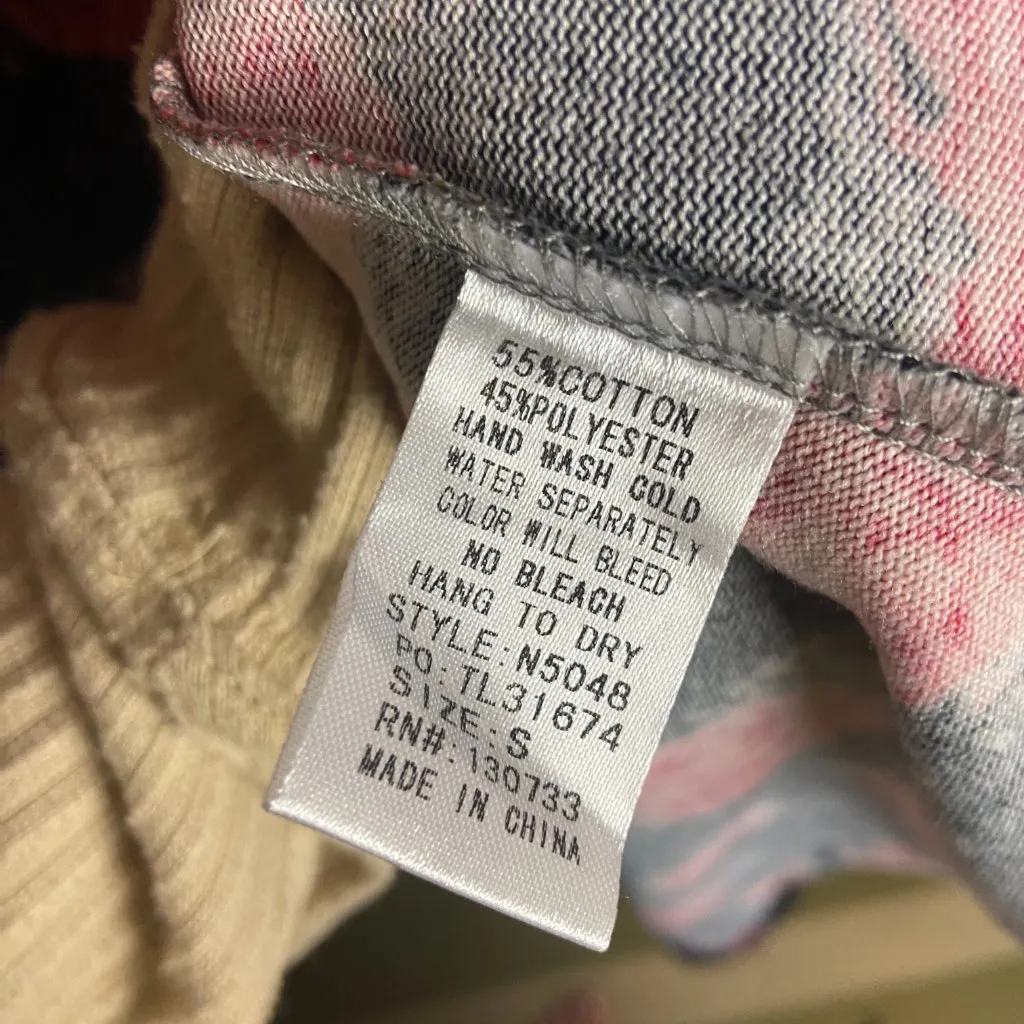 55%COTTON
45%POLYESTER
HAND WASH COLD
WATER SEPARATELY
COLOR WILL BLEED
NO BLEACH
HANG TO DRY
STYLE:N5048
PO:TL31674
SIZE:S
RN#:130733
MADE IN CHINA